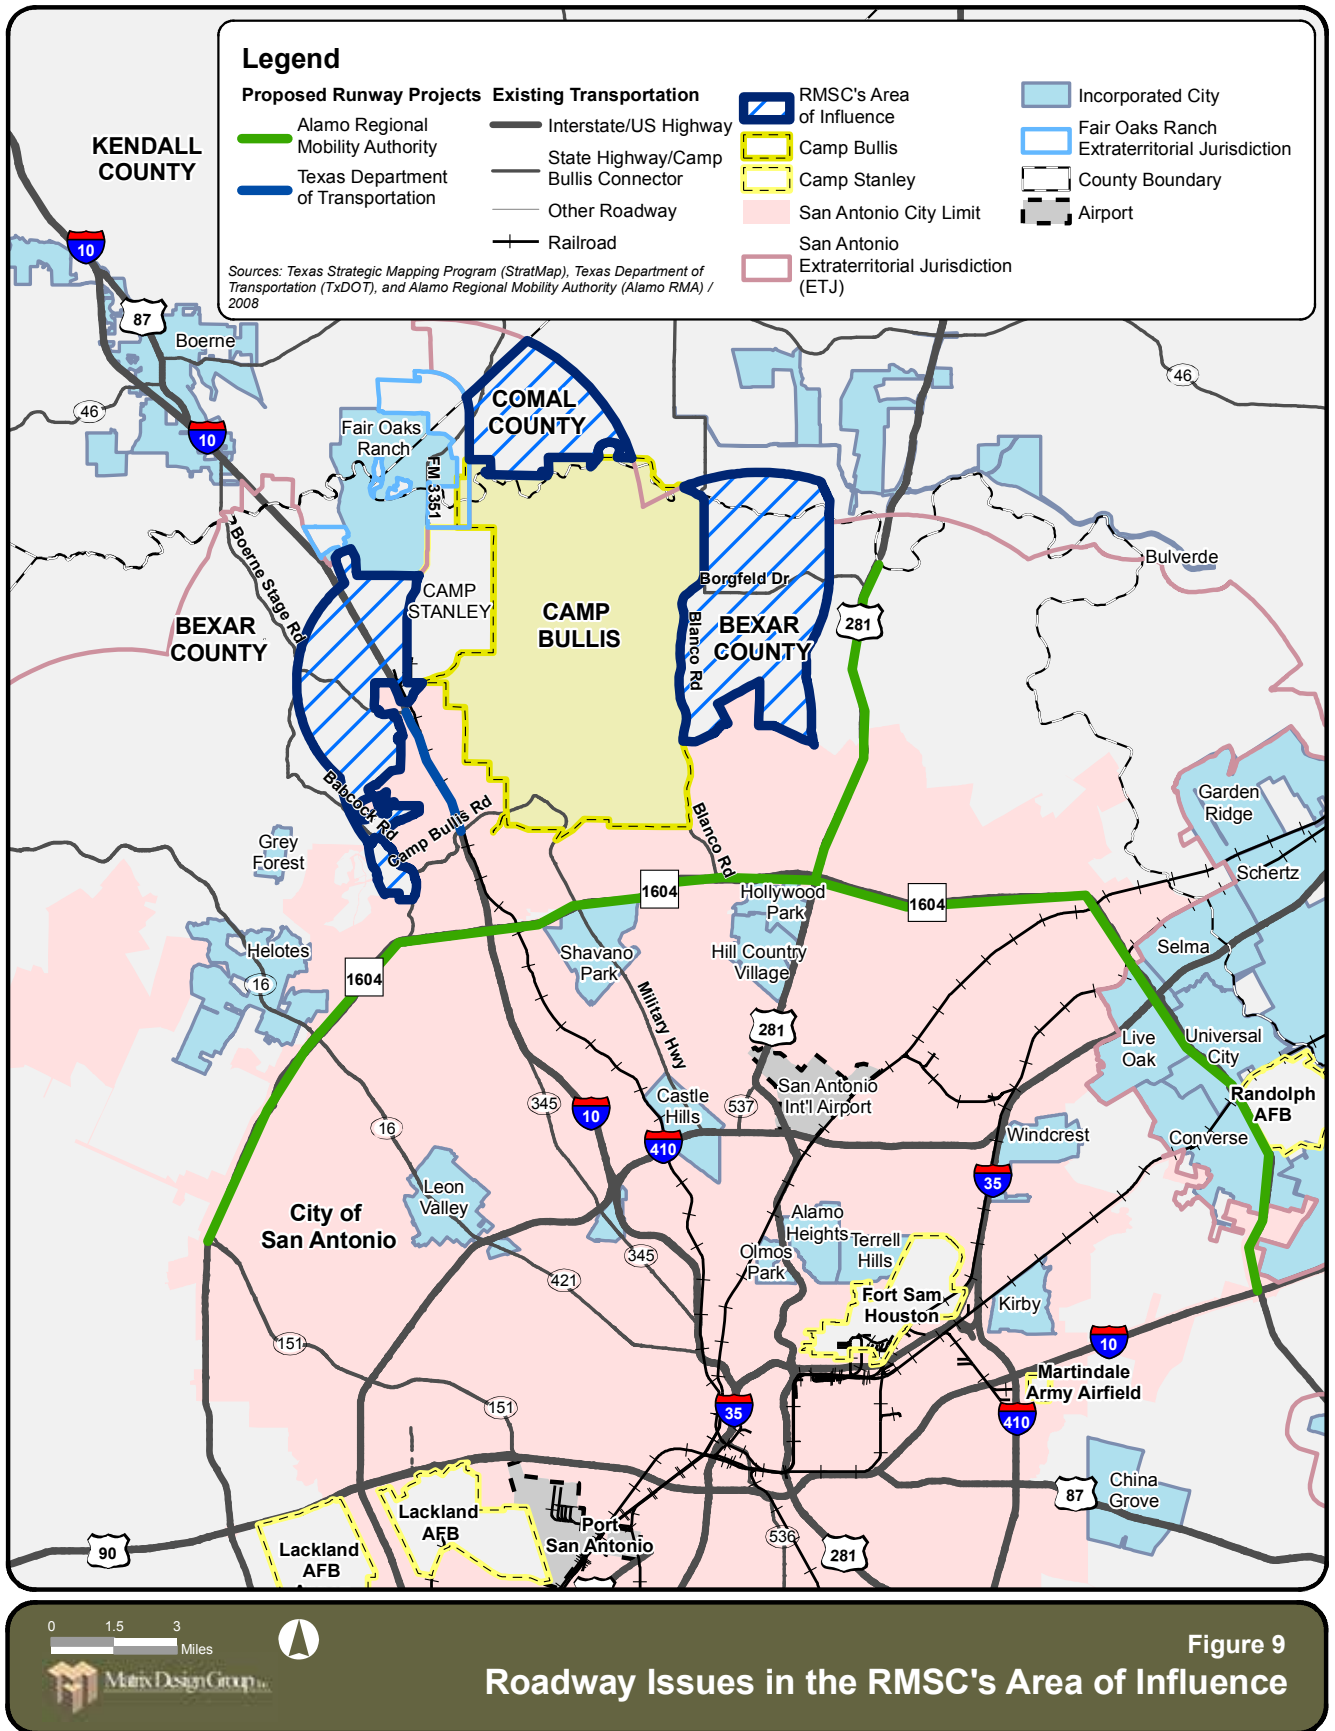 Legend
Proposed Runway Projects
Alamo Regional
Mobility Authority
Texas Department
of Transportation
Existing Transportation
Interstate/US Highway
State Highway/Camp
Bullis Connector
Other Roadway
Railroad
RMSC's Area
of Influence
Camp Bullis
Camp Stanley
San Antonio City Limit
San Antonio
Extraterritorial Jurisdiction
(ETJ)
Incorporated City
Fair Oaks Ranch
Extraterritorial Jurisdiction
County Boundary
Airport
Sources: Texas Strategic Mapping Program (StratMap), Texas Department of
Transportation (TxDOT), and Alamo Regional Mobility Authority (Alamo RMA) /
2008
KENDALL
COUNTY
10
87
Boerne
46
46
10
Fair Oaks
Ranch
FM 3351
COMAL
COUNTY
Boerne Stage Rd
CAMP
STANLEY
CAMP
BULLIS
Borgfeld Dr
Blanco Rd
BEXAR
COUNTY
BEXAR
COUNTY
281
Bulverde
Babcock Rd
Camp Bullis Rd
Blanco Rd
Grey
Forest
Garden
Ridge
Schertz
1604
Hollywood
Park
1604
Helotes
16
1604
Shavano
Park
Hill Country
Village
Selma
Military Hwy
281
Live
Oak
Universal
City
San Antonio
Int'l Airport
Randolph
AFB
345
10
Castle
Hills
537
16
410
Windcrest
Converse
35
Leon
Valley
City of
San Antonio
Alamo
Heights
Terrell
Hills
Olmos
Park
345
421
Fort Sam
Houston
Kirby
151
10
Martindale
Army Airfield
151
35
410
China
Grove
87
Lackland
AFB
Port
San Antonio
536
281
90
Lackland
AFB
0 1.5 3
Miles
Matrix Design Group
Figure 9
Roadway Issues in the RMSC's Area of Influence